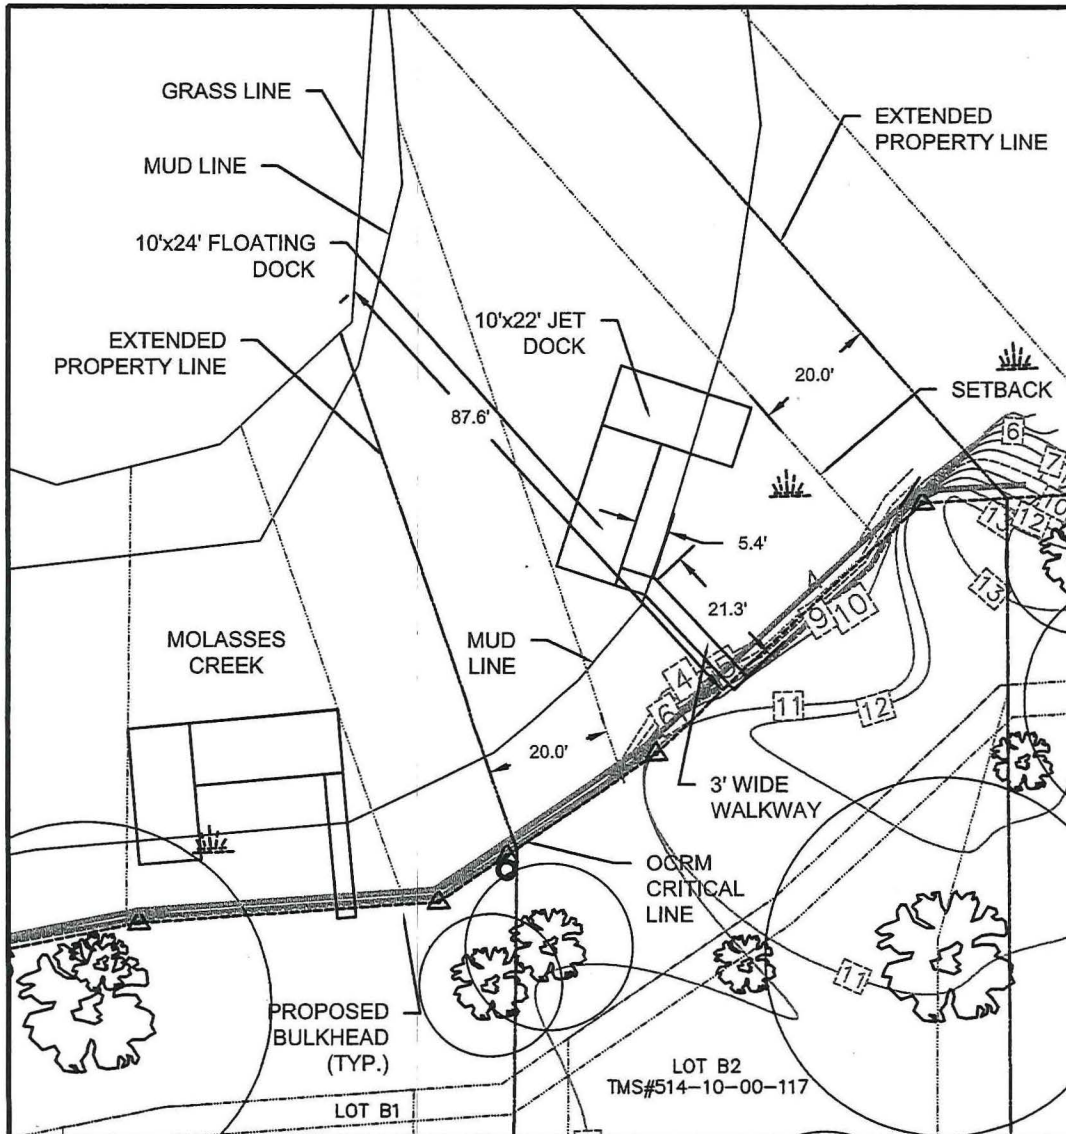 GRASS LINE
MUD LINE
10'x24' FLOATING
DOCK
EXTENDED
PROPERTY LINE
EXTENDED
PROPERTY LINE
10'x22' JET
DOCK
20.0'
SETBACK
87.6'
5.4'
21.3'
6
7
10
12
13
13
9
10
4
5
6
11
12
MOLASSES
CREEK
MUD
LINE
20.0'
3' WIDE
WALKWAY
OCRM
CRITICAL
LINE
11
PROPOSED
BULKHEAD
(TYP.)
LOT B2
TMS#514-10-00-117
LOT B1